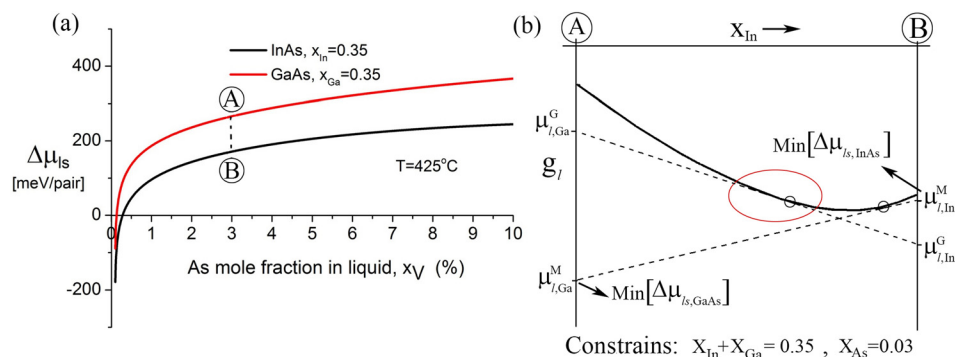 (a)
InAs, x_In=0.35
GaAs, x_Ga=0.35
400
200
0
-200
Δμ_ls
[meV/pair]
A
B
T=425°C
0 1 2 3 4 5 6 7 8 9 10
As mole fraction in liquid, x_V (%)
(b)
A
X_In
B
μ^G_l,Ga
g_l
Min[Δμ_ls,InAs]
μ^M_l,In
μ^G_l,In
μ^M_l,Ga
Min[Δμ_ls,GaAs]
Constrains: X_In+X_Ga= 0.35 , X_As=0.03